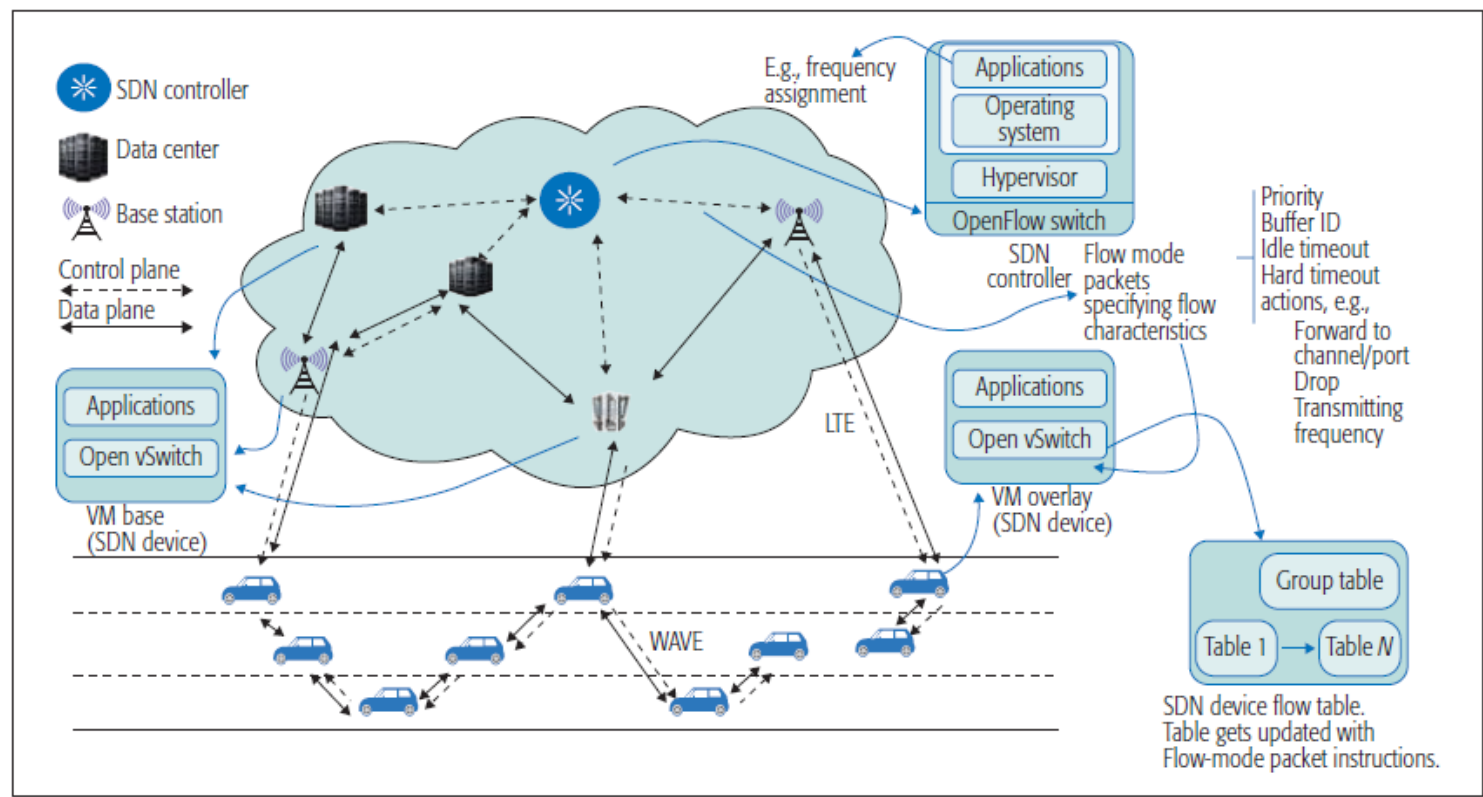 SDN controller
Data center
Base station
Control plane
Data plane
E.g., frequency
assignment
Applications
Operating
system
Hypervisor
OpenFlow switch
SDN
controller
Flow mode
packets
specifying flow
characteristics
Priority
Buffer ID
Idle timeout
Hard timeout
actions, e.g.,
Forward to
channel/port
Drop
Transmitting
frequency
Applications
Open vSwitch
VM base
(SDN device)
LTE
Applications
Open vSwitch
VM overlay
(SDN device)
WAVE
Group table
Table 1
Table N
SDN device flow table.
Table gets updated with
Flow-mode packet instructions.